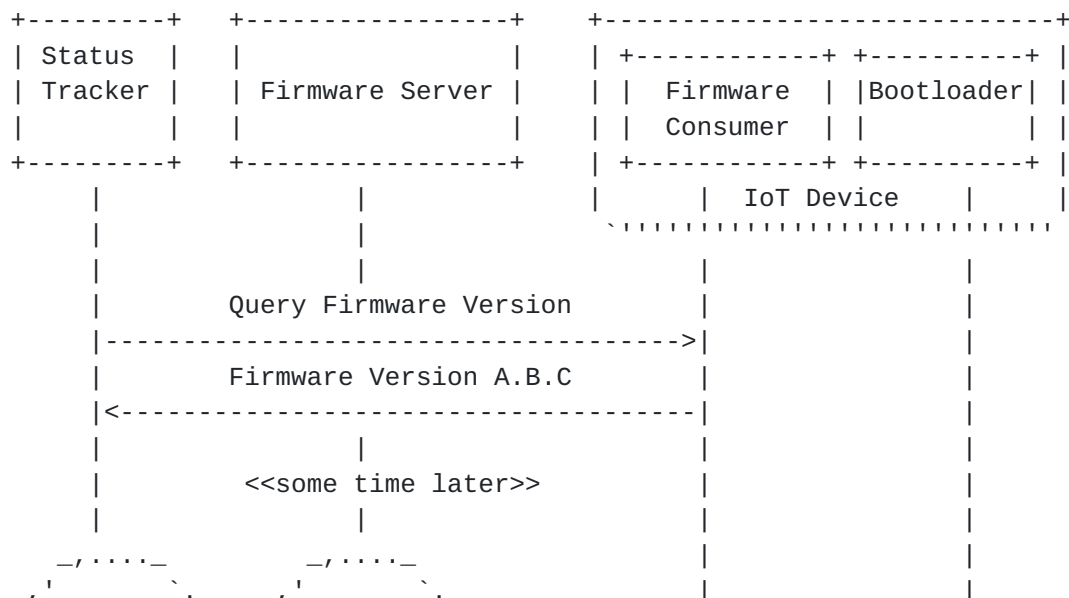 +---------+   +-----------------+    +-----------------------------+
| Status  |   |                 |    | +------------+ +----------+ |
| Tracker |   | Firmware Server |    | |  Firmware  | |Bootloader| |
|         |   |                 |    | |  Consumer  | |          | |
+---------+   +-----------------+    | +------------+ +----------+ |
     |                |              |      |  IoT Device    |     |
     |                |               `''''''''''''''''''''''''''''
     |                |                     |                |
     |        Query Firmware Version        |                |
     |------------------------------------->|                |
     |        Firmware Version A.B.C        |                |
     |<-------------------------------------|                |
     |                |                     |                |
     |         <<some time later>>          |                |
     |                |                     |                |
   _,...._         _,...._                  |                |
 ,'       `.     ,'       `.                |                |